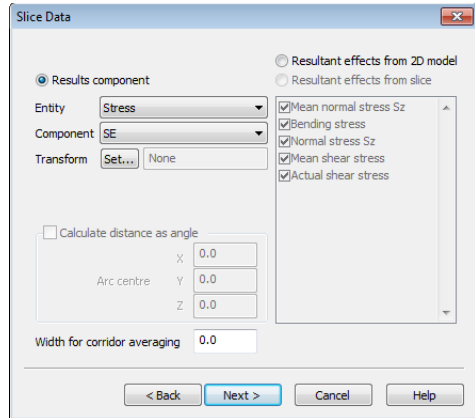 Slice Data
Resultant effects from 2D model
Results component
Resultant effects from slice
Entity
Stress
Mean normal stress Sz
Bending stress
Component
SE
Normal stress Sz
Transform
Set...
None
Mean shear stress
Actual shear stress
Calculate distance as angle
X
0.0
Arc centre
Y
0.0
Z
0.0
Width for corridor averaging
0.0
< Back
Next >
Cancel
Help